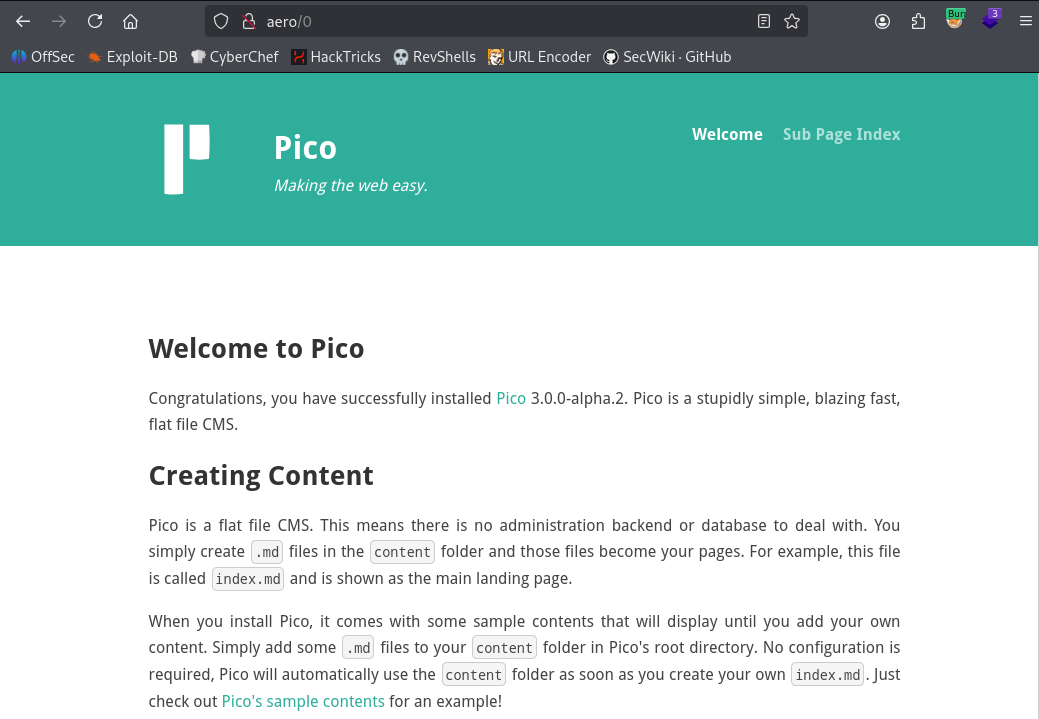 aero/0
Burr
3
OffSec Exploit-DB CyberChef HackTricks RevShells URL Encoder SecWiki · GitHub
Pico
Making the web easy.
Welcome Sub Page Index
Welcome to Pico
Congratulations, you have successfully installed Pico 3.0.0-alpha.2. Pico is a stupidly simple, blazing fast,
flat file CMS.
Creating Content
Pico is a flat file CMS. This means there is no administration backend or database to deal with. You
simply create .md files in the content folder and those files become your pages. For example, this file
is called index.md and is shown as the main landing page.
When you install Pico, it comes with some sample contents that will display until you add your own
content. Simply add some .md files to your content folder in Pico's root directory. No configuration is
required, Pico will automatically use the content folder as soon as you create your own index.md. Just
check out Pico's sample contents for an example!